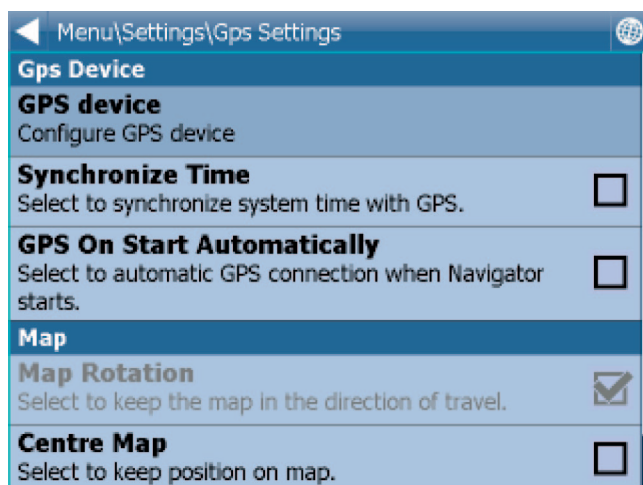 Menu\Settings\Gps Settings
Gps Device
GPS device
Configure GPS device
Synchronize Time
Select to synchronize system time with GPS.
GPS On Start Automatically
Select to automatic GPS connection when Navigator
starts.
Map
Map Rotation
Select to keep the map in the direction of travel.
Centre Map
Select to keep position on map.